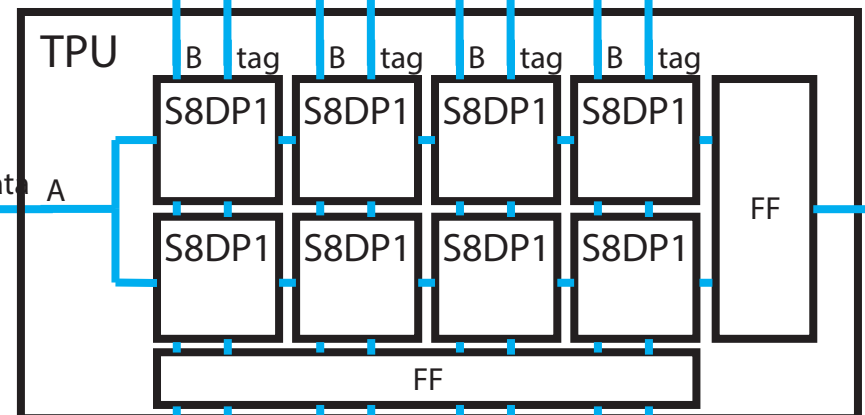 TPU
B tag B tag B tag B tag
S8DP1 S8DP1 S8DP1 S8DP1
A
FF
S8DP1 S8DP1 S8DP1 S8DP1
FF